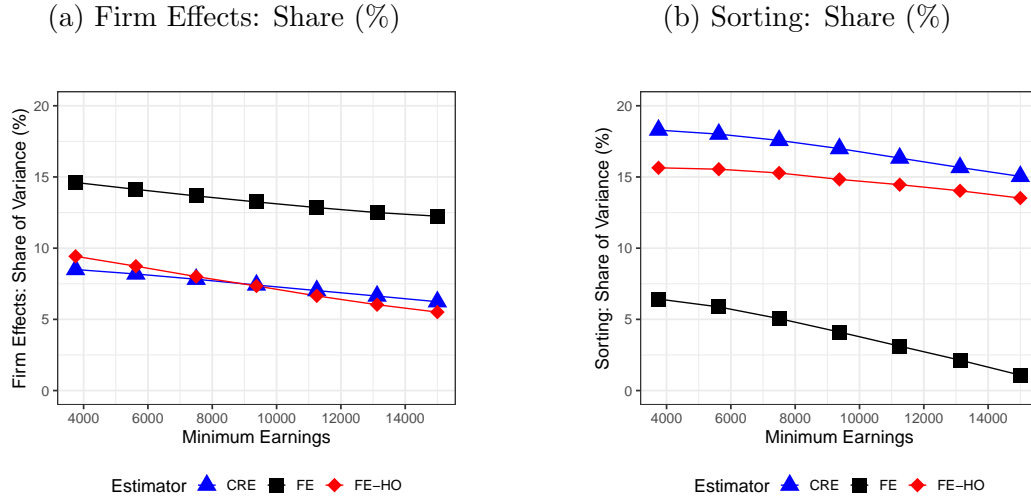 (a) Firm Effects: Share (%)
Firm Effects: Share of Variance (%)
20
15
10
5
0
4000 6000 8000 10000 12000 14000
Minimum Earnings
Estimator CRE FE FE−HO
(b) Sorting: Share (%)
Sorting: Share of Variance (%)
20
15
10
5
0
4000 6000 8000 10000 12000 14000
Minimum Earnings
Estimator CRE FE FE−HO